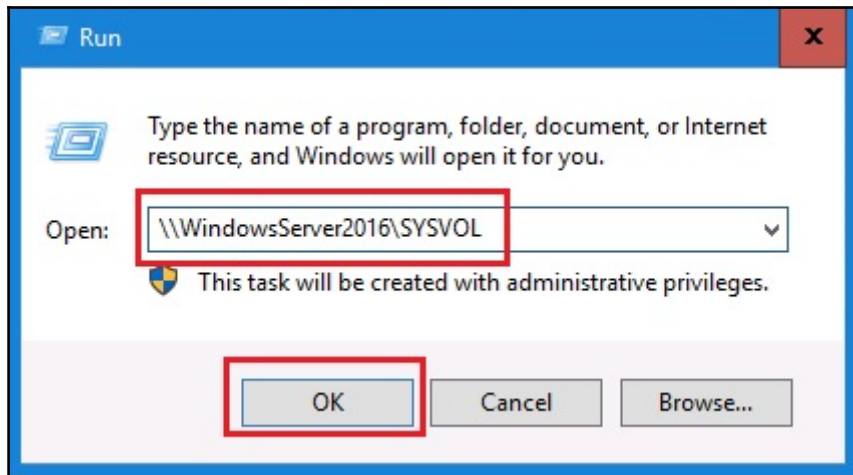 Run
x
Type the name of a program, folder, document, or Internet
resource, and Windows will open it for you.
Open: \\WindowsServer2016\SYSVOL
This task will be created with administrative privileges.
OK Cancel Browse...